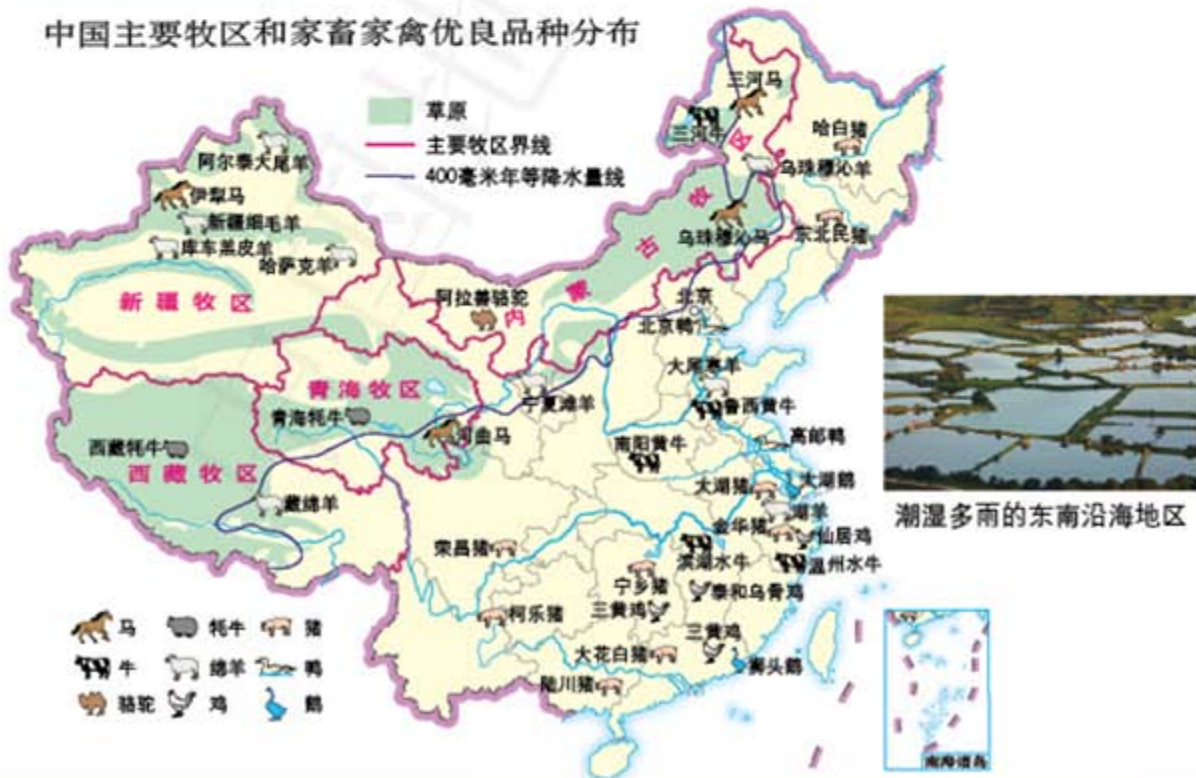 中国主要牧区和家畜家禽优良品种分布
草原
主要牧区界线
400毫米年等降水量线
三河马
三河牛
哈白猪
乌珠穆沁羊
阿尔泰大尾羊
伊犁马
新疆细毛羊
库车羔皮羊
哈萨克羊
乌珠穆沁马
东北民猪
内蒙古牧区
新疆牧区
阿拉善骆驼
北京
北京鸭
大尾寒羊
青海牧区
宁夏滩羊
鲁西黄牛
青海牦牛
河曲马
南阳黄牛
高邮鸭
西藏牦牛
西藏牧区
太湖猪
太湖鹅
潮湿多雨的东南沿海地区
藏绵羊
湖羊
金华猪
仙居鸡
荣昌猪
滨湖水牛
温州水牛
宁乡猪
泰和乌骨鸡
柯乐猪
三黄鸡
三黄鸡
大花白猪
狮头鹅
陆川猪
马
牦牛
猪
牛
绵羊
鸭
骆驼
鸡
鹅
南海诸岛